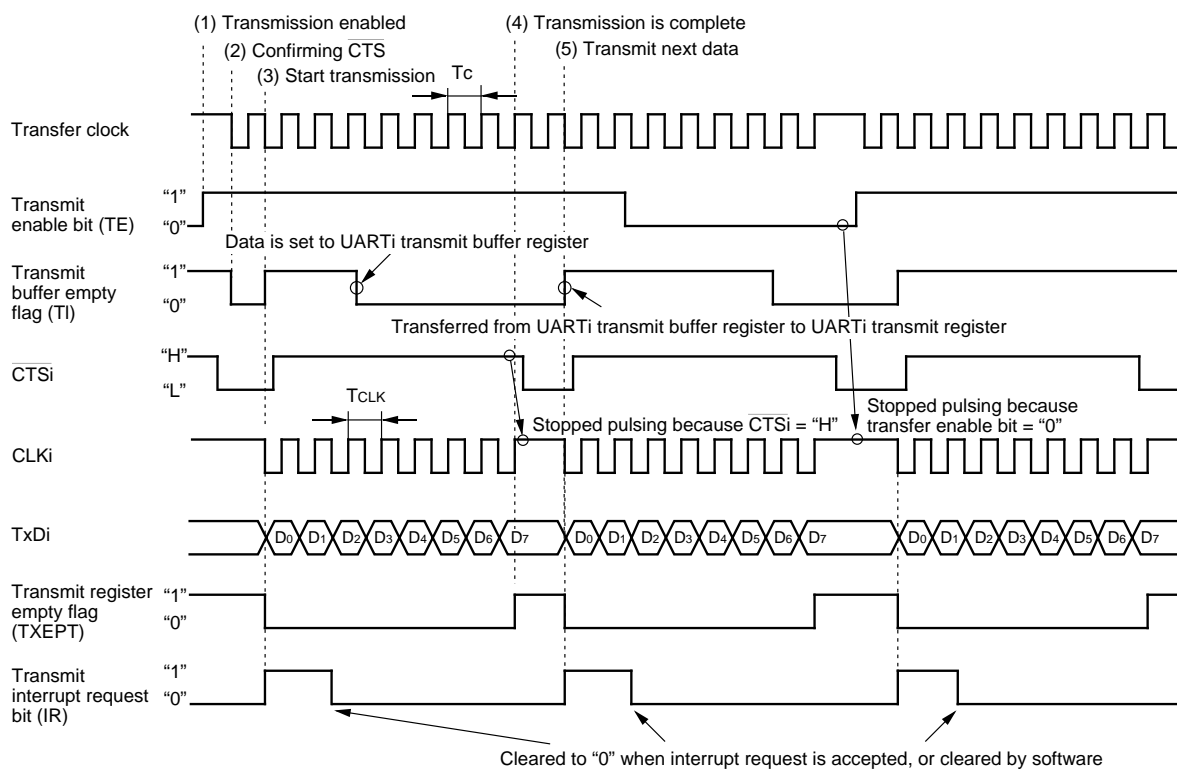 (1) Transmission enabled
(4) Transmission is complete
(2) Confirming CTS
(5) Transmit next data
(3) Start transmission
Tc
Transfer clock
Transmit
enable bit (TE)
“1”
“0”
Data is set to UARTi transmit buffer register
Transmit
buffer empty
flag (Tl)
“1”
“0”
Transferred from UARTi transmit buffer register to UARTi transmit register
CTSi
“H”
“L”
TCLK
Stopped pulsing because CTSi = “H”
Stopped pulsing because
transfer enable bit = “0”
CLKi
TxDi
D0 D1 D2 D3 D4 D5 D6 D7 D0 D1 D2 D3 D4 D5 D6 D7 D0 D1 D2 D3 D4 D5 D6 D7
Transmit register
empty flag
(TXEPT)
“1”
“0”
Transmit
interrupt request
bit (IR)
“1”
“0”
Cleared to “0” when interrupt request is accepted, or cleared by software